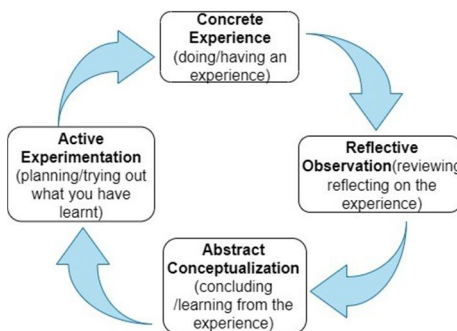 Concrete
Experience
(doing/having an
experience)
Reflective
Observation(reviewing
reflecting on the
experience)
Abstract
Conceptualization
(concluding
/learning from the
experience)
Active
Experimentation
(planning/trying out
what you have
learnt)